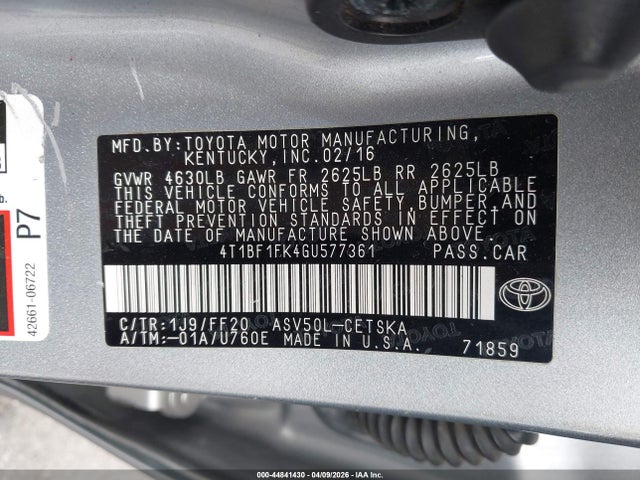 MFD.BY: TOYOTA MOTOR MANUFACTURING,
KENTUCKY, INC. 02/16
GVWR 4630LB GAWR FR 2625LB RR 2625LB
THIS VEHICLE CONFORMS TO ALL APPLICABLE
FEDERAL MOTOR VEHICLE SAFETY, BUMPER, AND
THEFT PREVENTION STANDARDS IN EFFECT ON
THE DATE OF MANUFACTURE SHOWN ABOVE.
4T1BF1FK4GU577361 PASS.CAR
C/TR: 1J9/FF20 ASV50L-CETSKA
A/TM: -01A/U760E MADE IN U.S.A. 71859
TOYOTA
P7
42661-06722
000-44841430 - 04/09/2026 - IAA